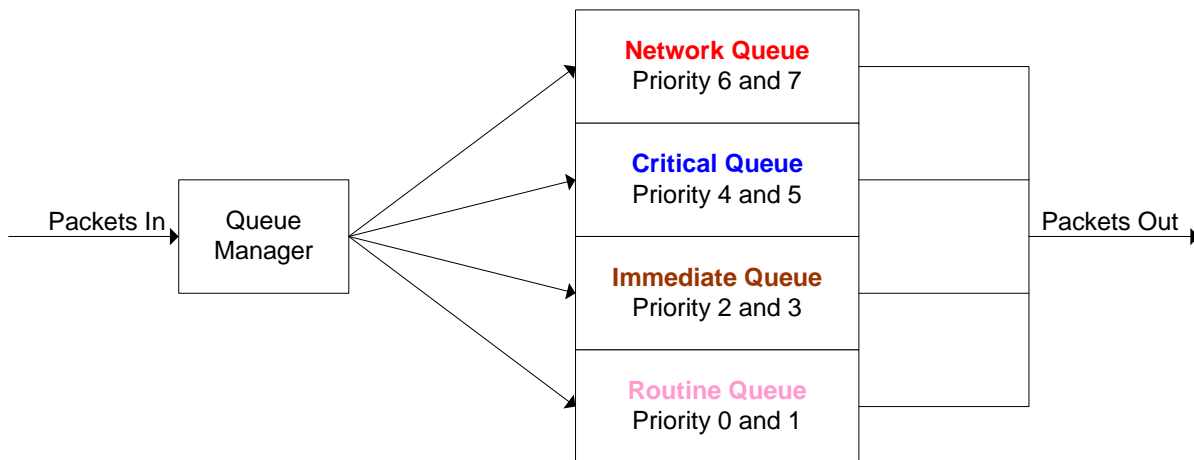 Packets In
Queue
Manager
Network Queue
Priority 6 and 7
Critical Queue
Priority 4 and 5
Immediate Queue
Priority 2 and 3
Routine Queue
Priority 0 and 1
Packets Out